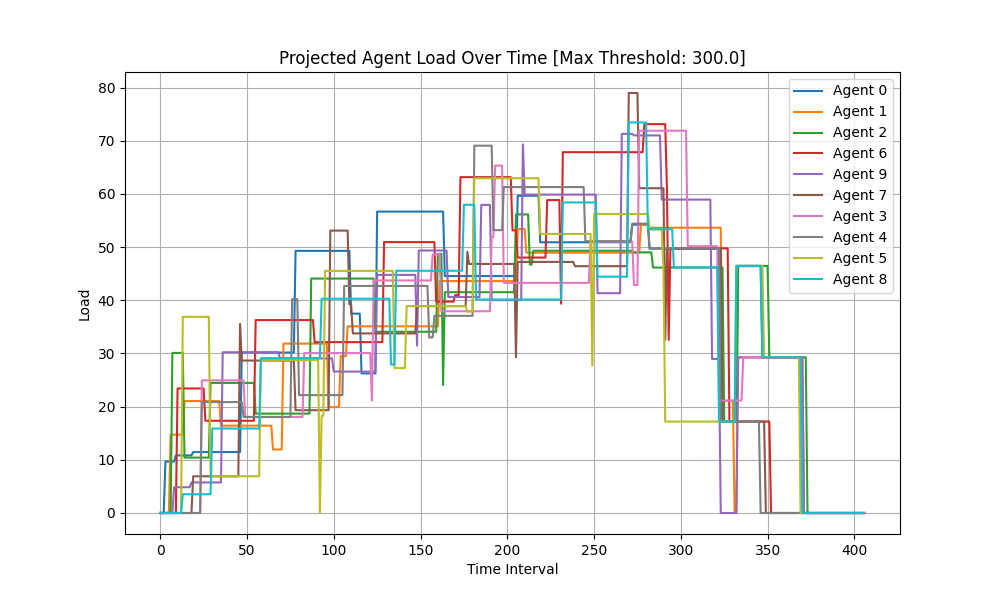 Projected Agent Load Over Time [Max Threshold: 300.0]
Load
80
70
60
50
40
30
20
10
0
0 50 100 150 200 250 300 350 400
Time Interval
Agent 0
Agent 1
Agent 2
Agent 6
Agent 9
Agent 7
Agent 3
Agent 4
Agent 5
Agent 8